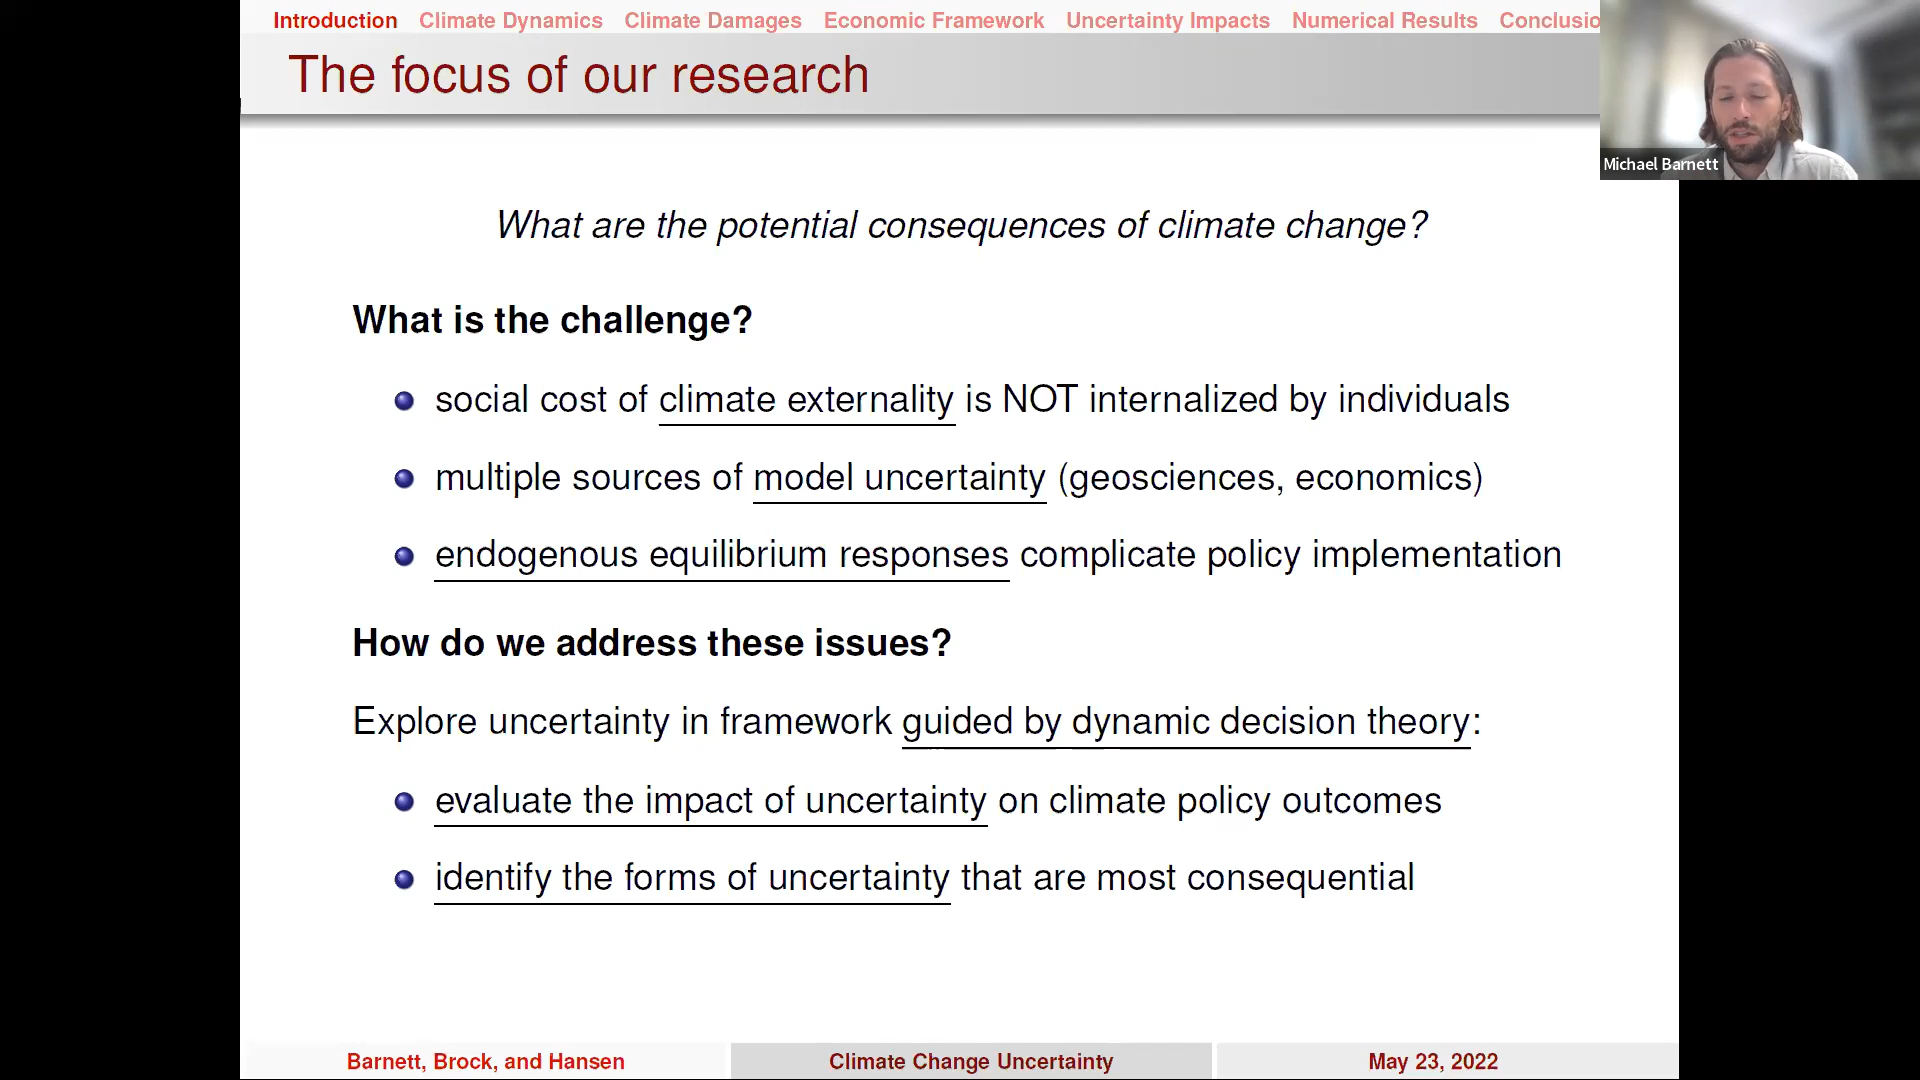 Introduction Climate Dynamics Climate Damages Economic Framework Uncertainty Impacts Numerical Results Conclusio
The focus of our research
Michael Barnett
What are the potential consequences of climate change?
What is the challenge?
social cost of climate externality is NOT internalized by individuals
multiple sources of model uncertainty (geosciences, economics)
endogenous equilibrium responses complicate policy implementation
How do we address these issues?
Explore uncertainty in framework guided by dynamic decision theory:
evaluate the impact of uncertainty on climate policy outcomes
identify the forms of uncertainty that are most consequential
Barnett, Brock, and Hansen Climate Change Uncertainty May 23, 2022